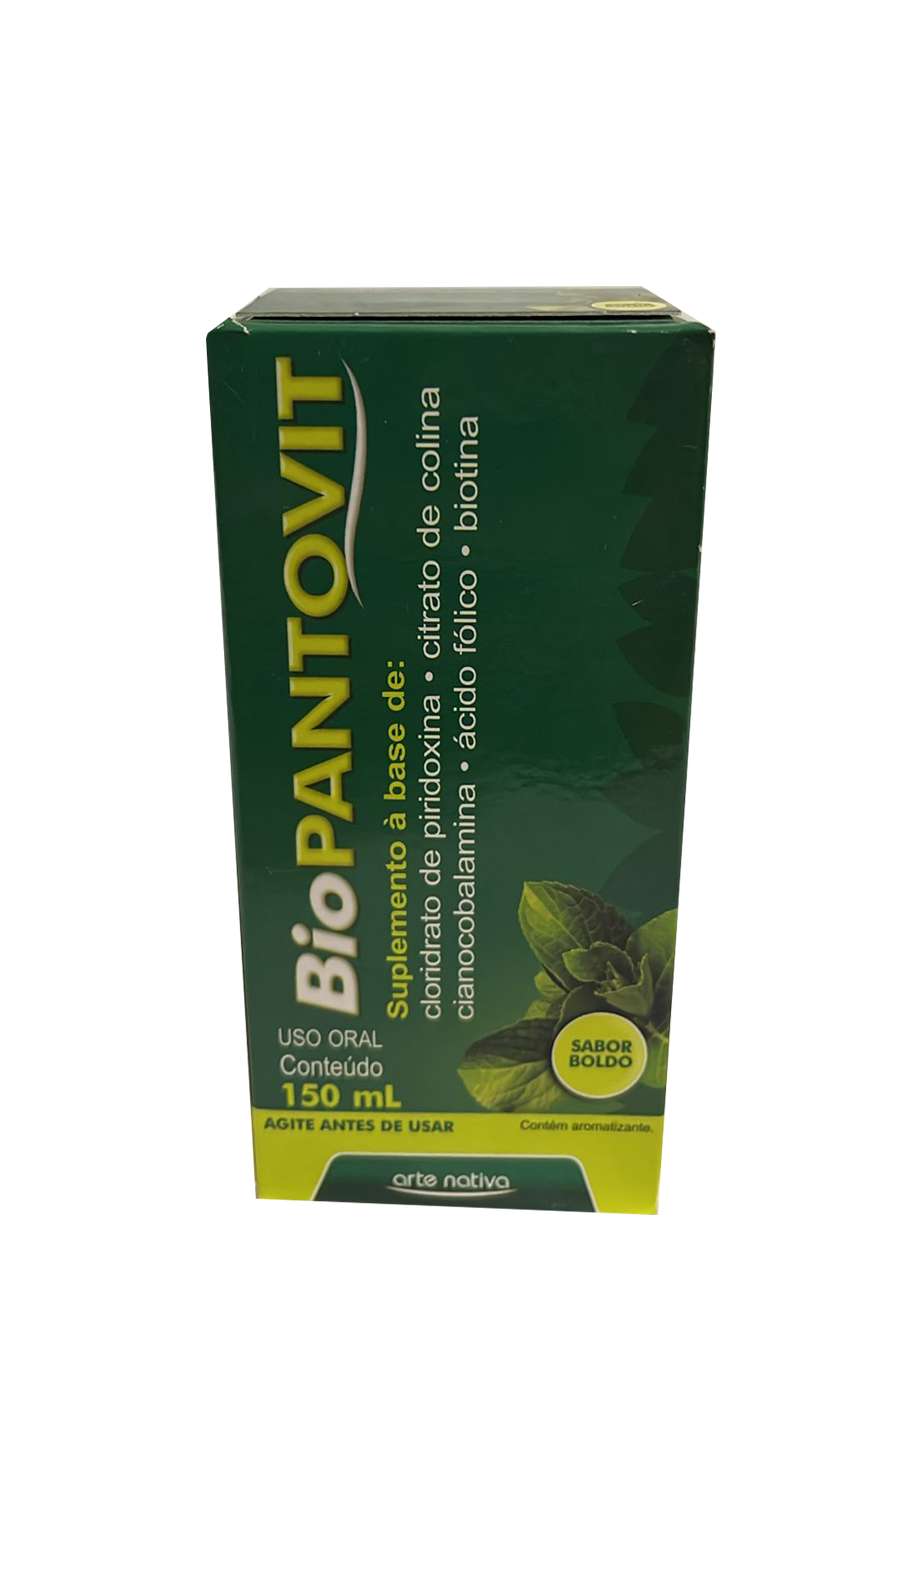 BioPANTOVIT
Suplemento à base de:
cloridrato de piridoxina • citrato de colina
cianocobalamina • ácido fólico • biotina
USO ORAL
Conteúdo
150 mL
SABOR
BOLDO
AGITE ANTES DE USAR
Contém aromatizante.
arte nativa